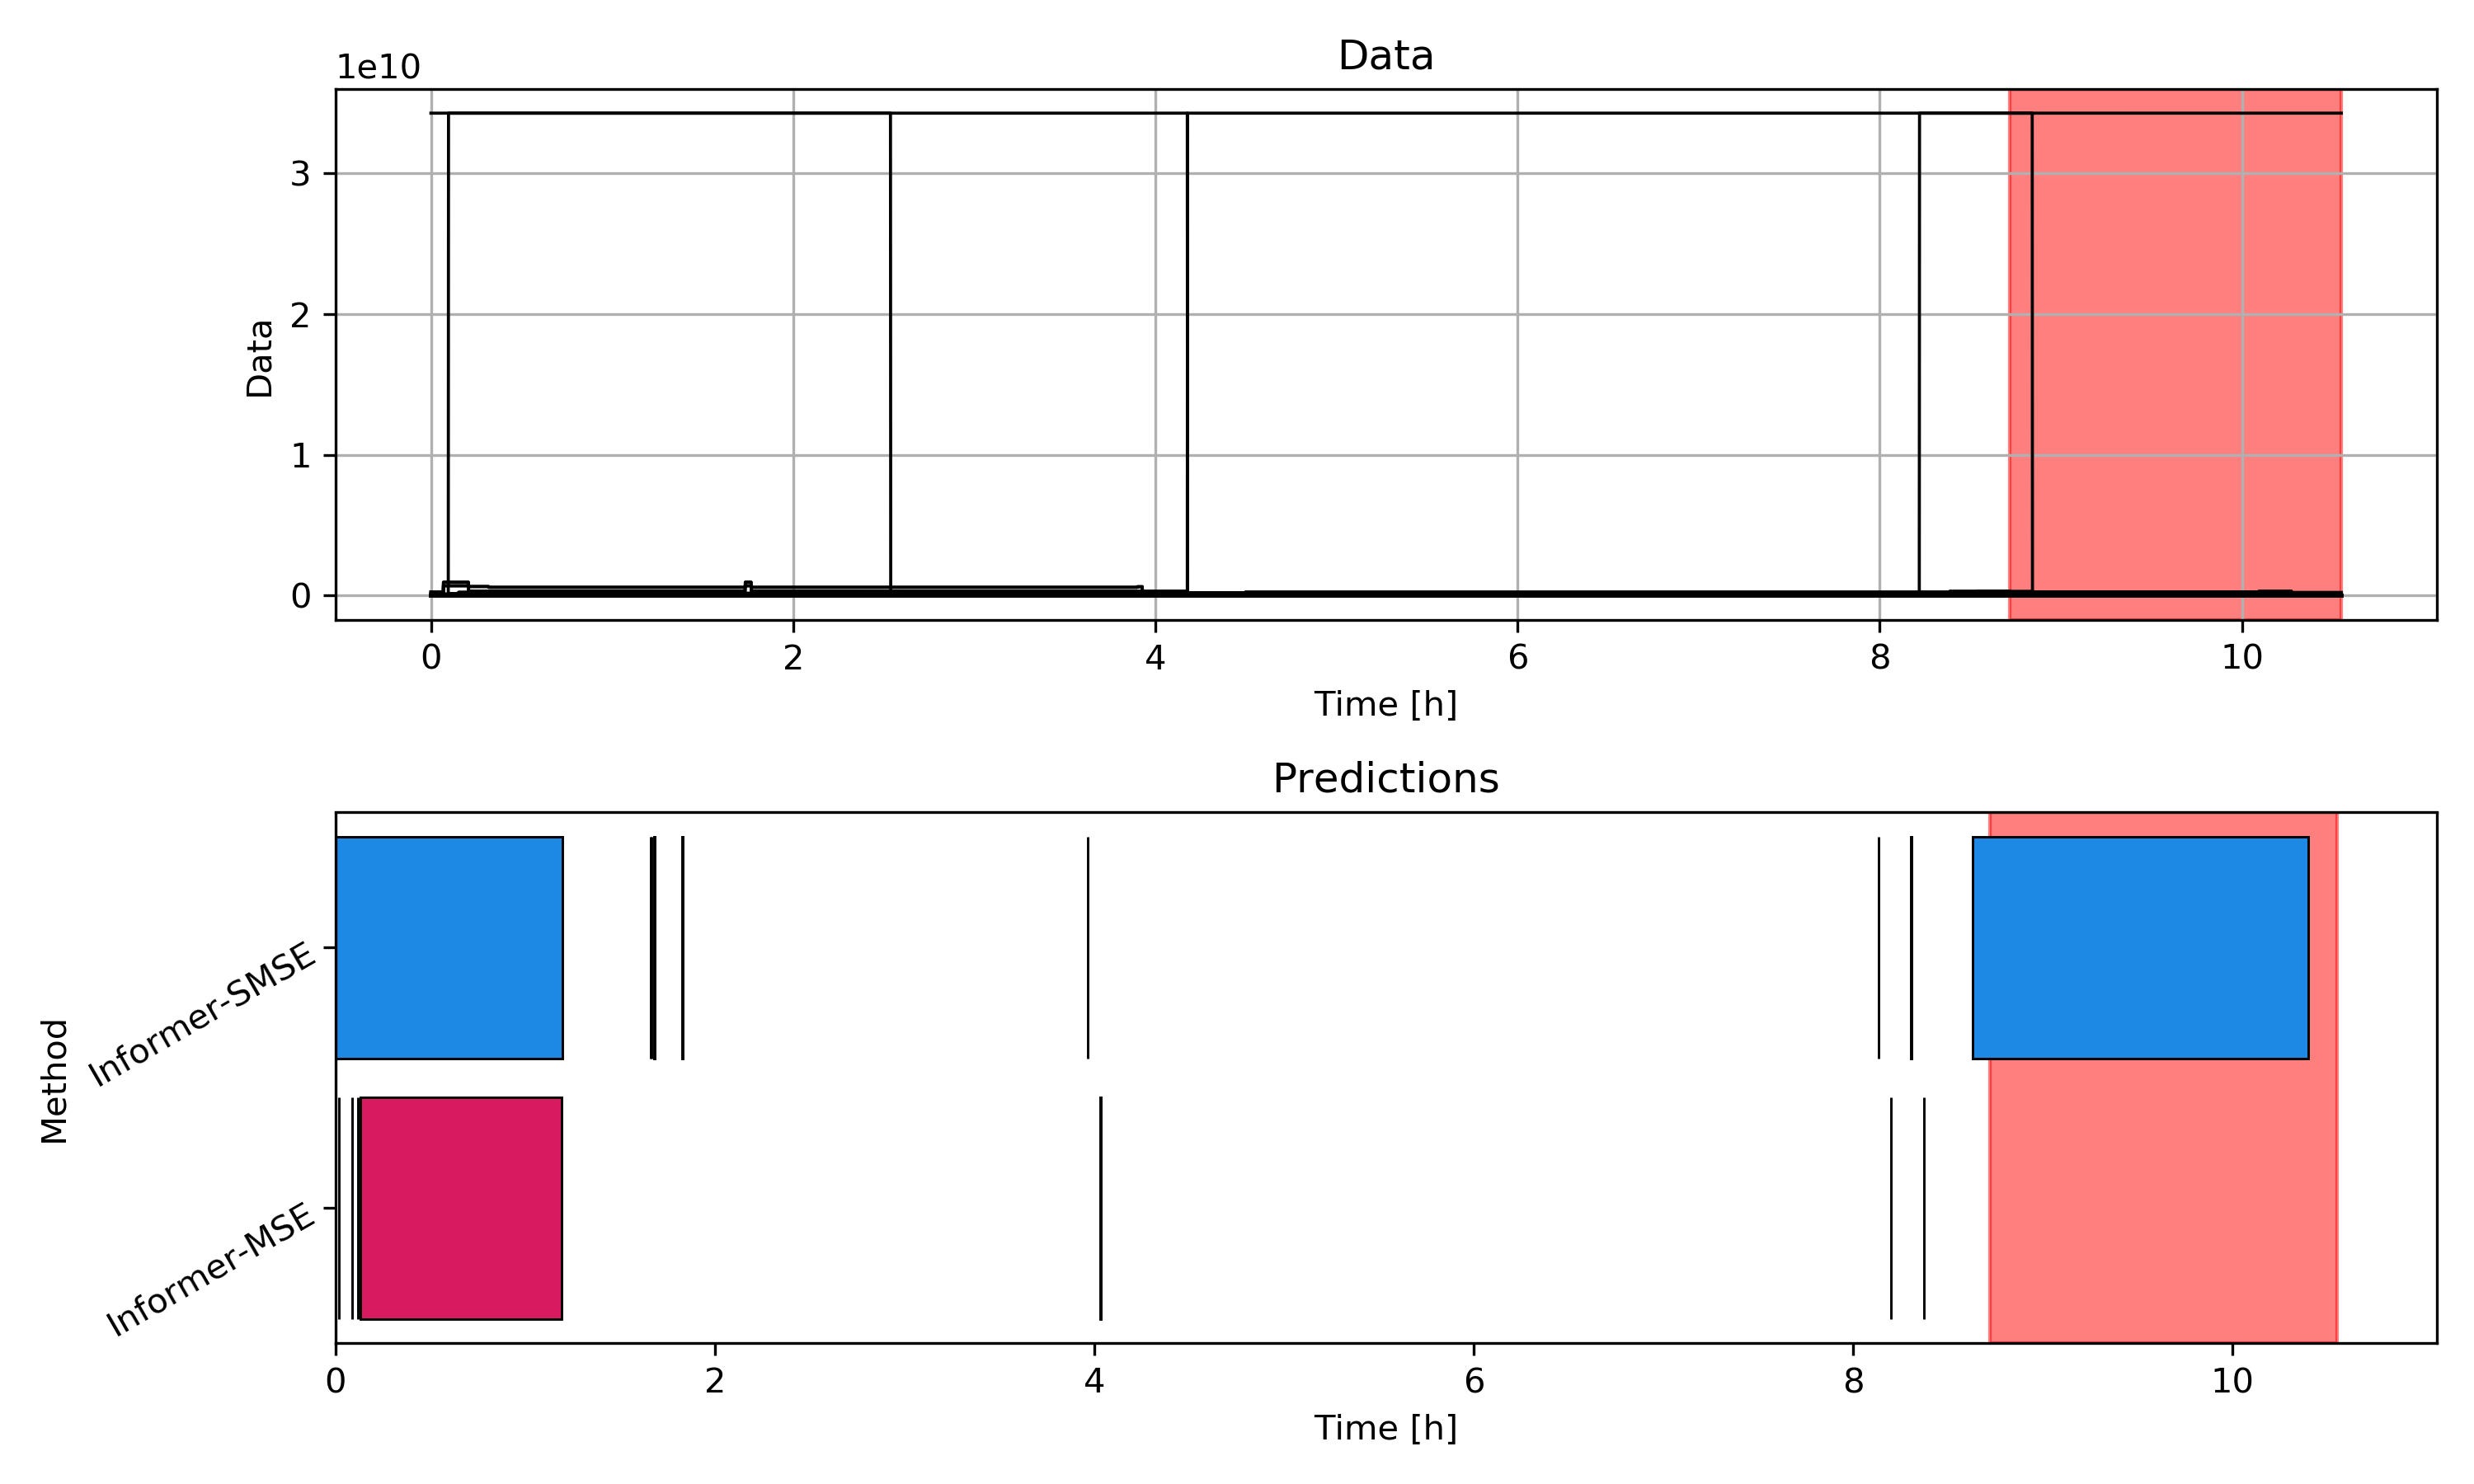 Data
1e10
3
2
1
0
Data
0 2 4 6 8 10
Time [h]
Predictions
Informer-SMSE
Informer-MSE
Method
0 2 4 6 8 10
Time [h]